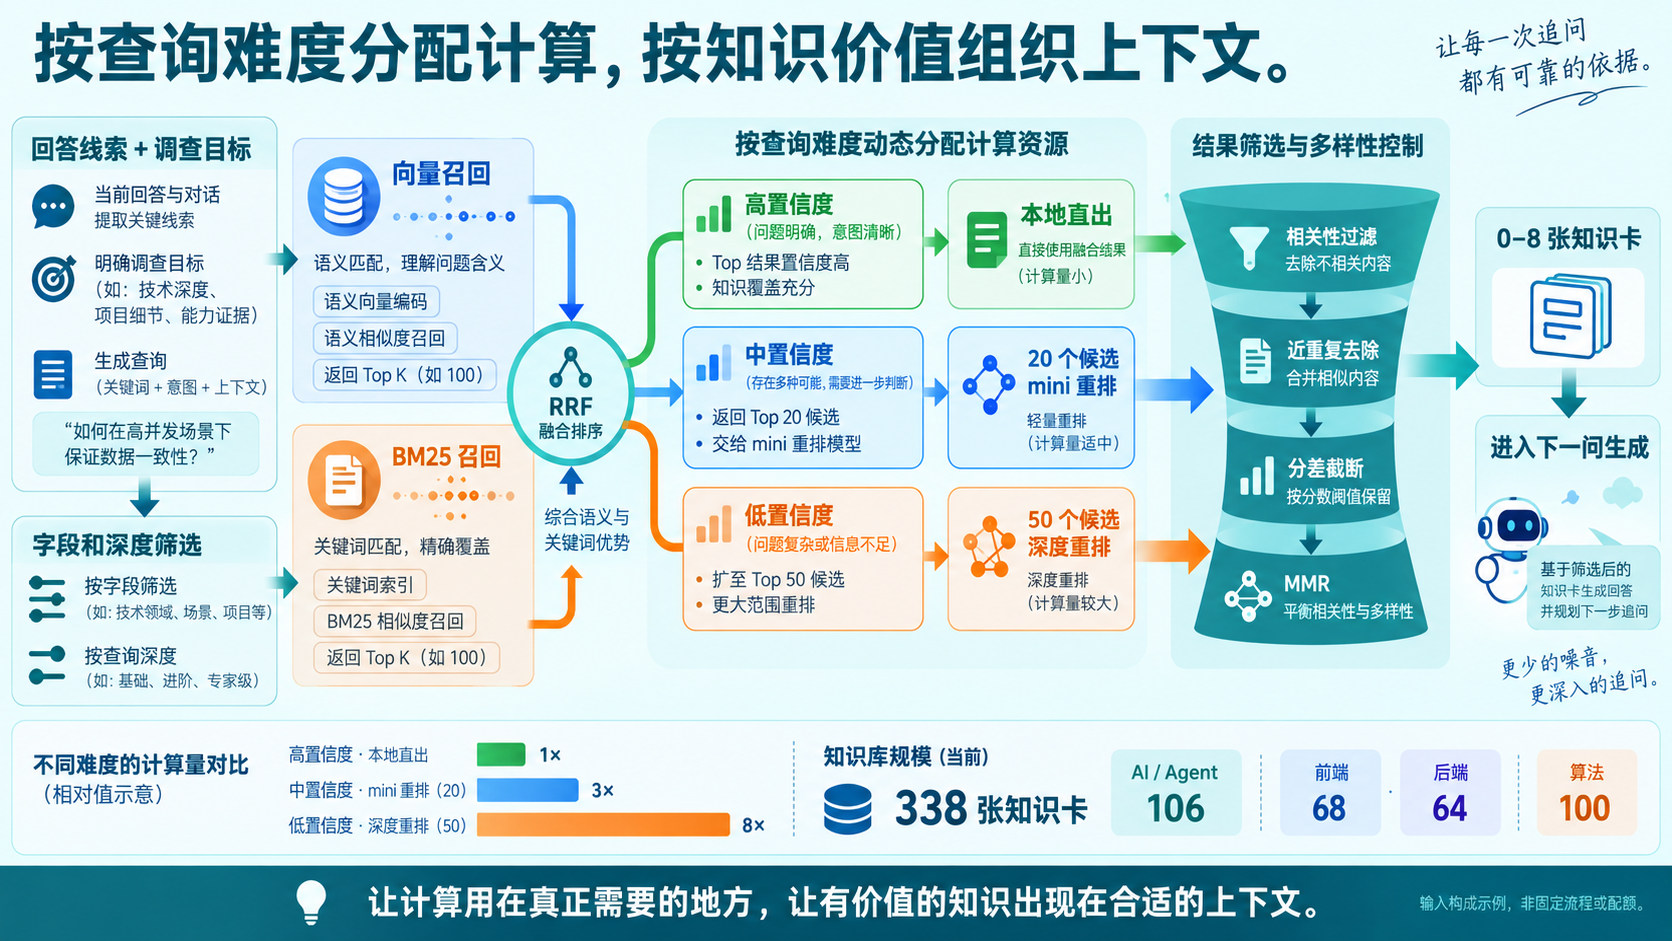 按查询难度分配计算，按知识价值组织上下文。
让每一次追问
都有可靠的依据。
回答线索 + 调查目标
当前回答与对话
提取关键线索
明确调查目标
（如：技术深度、
项目细节、能力证据）
生成查询
（关键词 + 意图 + 上下文）
“如何在高并发场景下
保证数据一致性？”
字段和深度筛选
按字段筛选
（如: 技术领域、场景、项目等）
按查询深度
（如: 基础、进阶、专家级）
向量召回
语义匹配，理解问题含义
语义向量编码
语义相似度召回
返回 Top K（如 100）
BM25 召回
关键词匹配，精确覆盖
关键词索引
BM25 相似度召回
返回 Top K（如 100）
RRF
融合排序
综合语义与
关键词优势
按查询难度动态分配计算资源
高置信度
（问题明确，意图清晰）
• Top 结果置信度高
• 知识覆盖充分
本地直出
直接使用融合结果
（计算量小）
中置信度
（存在多种可能, 需要进一步判断）
• 返回 Top 20 候选
• 交给 mini 重排模型
20 个候选
mini 重排
轻量重排
（计算量适中）
低置信度
（问题复杂或信息不足）
• 扩至 Top 50 候选
• 更大范围重排
50 个候选
深度重排
深度重排
（计算量较大）
结果筛选与多样性控制
相关性过滤
去除不相关内容
近重复去除
合并相似内容
分差截断
按分数阈值保留
MMR
平衡相关性与多样性
0–8 张知识卡
进入下一问生成
基于筛选后的
知识卡生成回答
并规划下一步追问
更少的噪音，
更深入的追问。
不同难度的计算量对比
（相对值示意）
高置信度 · 本地直出 1×
中置信度 · mini 重排（20） 3×
低置信度 · 深度重排（50） 8×
知识库规模（当前）
338 张知识卡
AI / Agent
106
前端
68
后端
64
算法
100
让计算用在真正需要的地方，让有价值的知识出现在合适的上下文。
输入构成示例，非固定流程或配额。